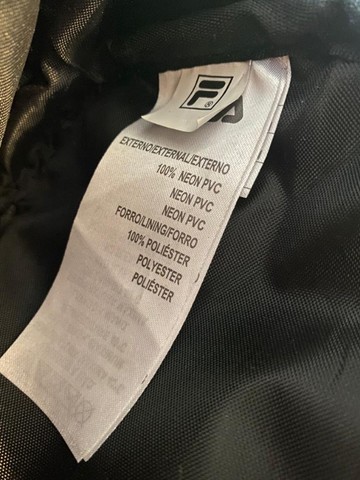 F
®
A
EXTERNO/EXTERNAL/EXTERNO
100% NEON PVC
NEON PVC
NEON PVC
FORRO/LINING/FORRO
100% POLIÉSTER
POLYESTER
POLIÉSTER